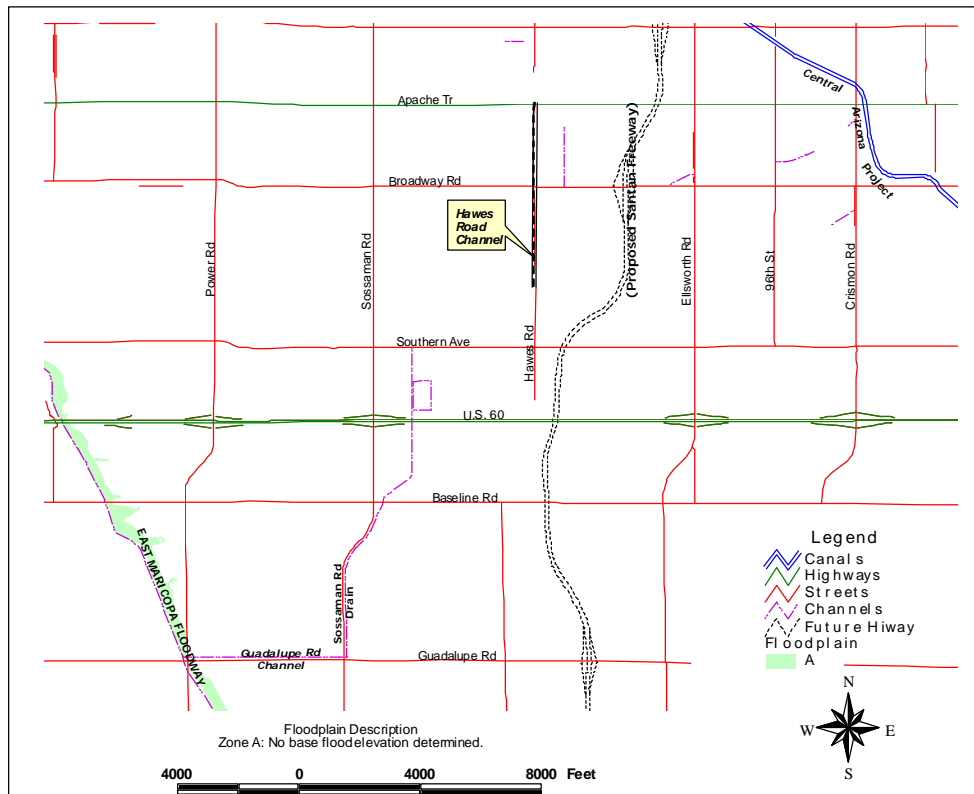 Apache Tr
Central
Arizona
Project
Broadway Rd
Hawes
Road
Channel
Power Rd
Sossaman Rd
(Proposed Santan Freeway)
Ellsworth Rd
96th St
Crismon Rd
Southern Ave
Hawes Rd
U.S. 60
Baseline Rd
EAST MARICOPA FLOODWAY
Sossaman Rd
Drain
Guadalupe Rd
Channel
Guadalupe Rd
Legend
Canals
Highways
Streets
Channels
Future Hiway
Floodplain
A
N
W
E
S
Floodplain Description
Zone A: No base flood elevation determined.
4000 0 4000 8000 Feet